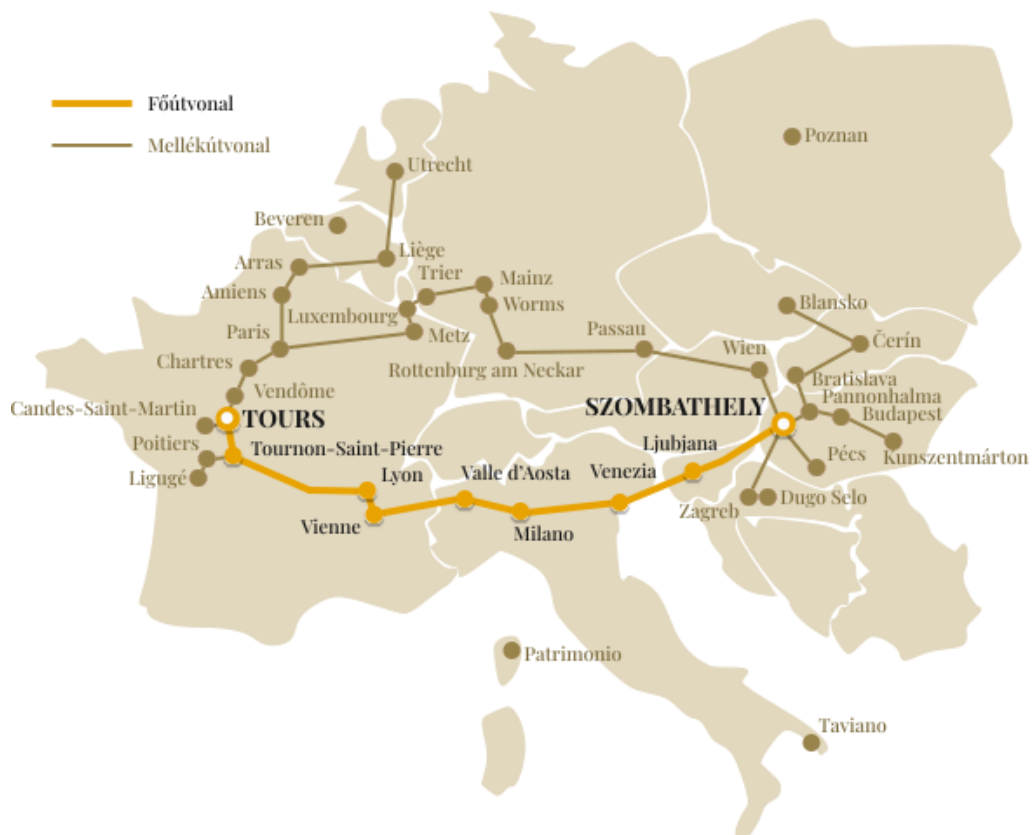 Főútvonal
Mellékútvonal
Poznan
Utrecht
Beveren
Liège
Arras
Trier
Mainz
Amiens
Luxembourg
Worms
Blansko
Paris
Metz
Passau
Wien
Čerín
Chartres
Rottenburg am Neckar
Bratislava
Vendôme
Pannonhalma
Candes-Saint-Martin
TOURS
SZOMBATHELY
Budapest
Poitiers
Tournon-Saint-Pierre
Ljubjana
Pécs
Kunszentmárton
Ligugé
Lyon
Valle d'Aosta
Venezia
Zagreb
Dugo Selo
Vienne
Milano
Patrimonio
Taviano